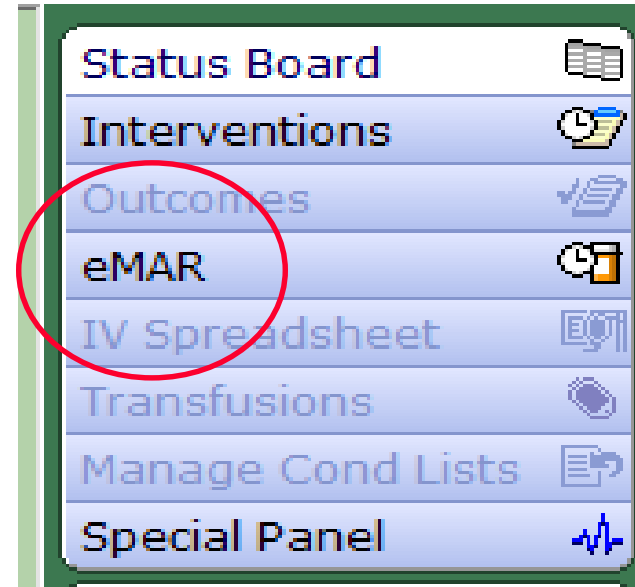 Status Board
Interventions
Outcomes
eMAR
IV Spreadsheet
Transfusions
Manage Cond Lists
Special Panel